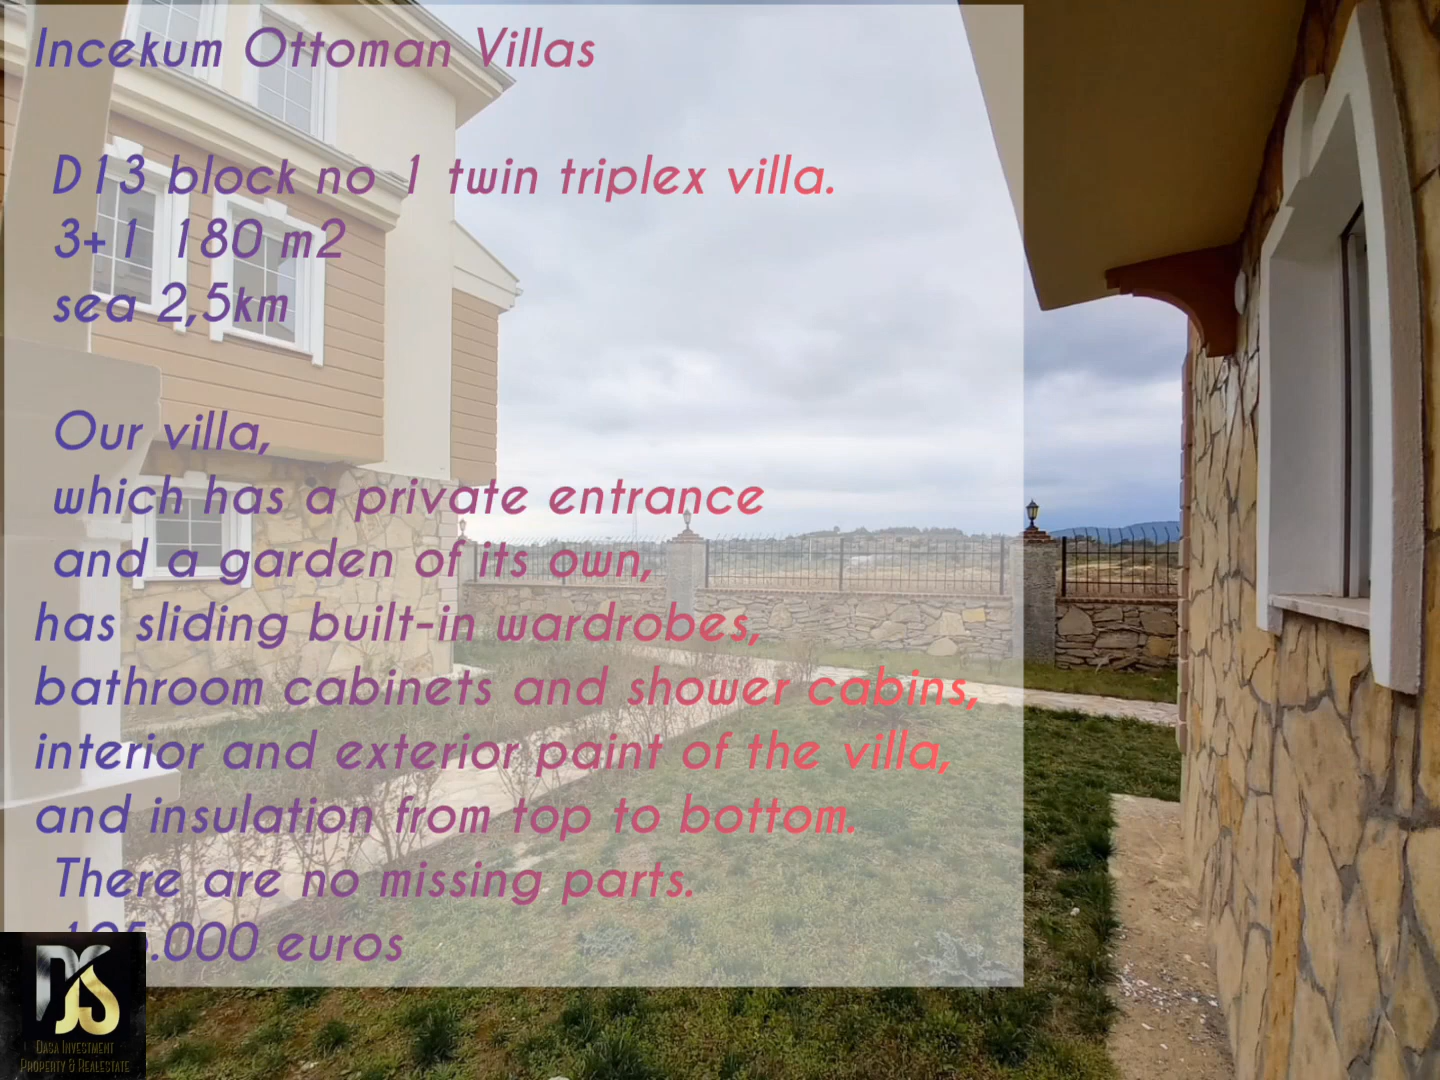 Incekum Ottoman Villas
D13 block no 1 twin triplex villa.
3+1 180 m2
sea 2,5km
Our villa,
which has a private entrance
and a garden of its own,
has sliding built-in wardrobes,
bathroom cabinets and shower cabins,
interior and exterior paint of the villa,
and insulation from top to bottom.
There are no missing parts.
euros
DS
Dasa Investment
Property & Realestate